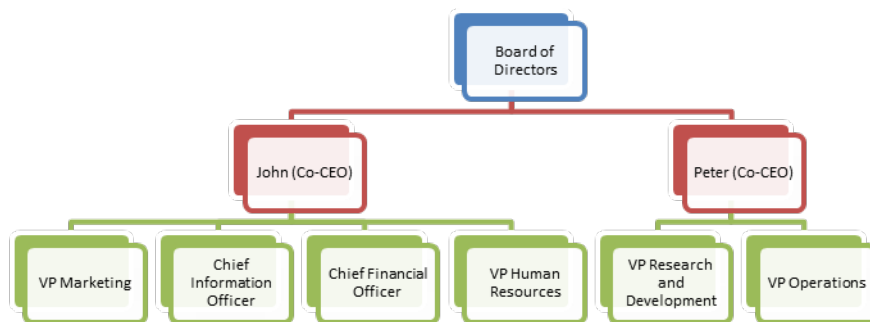 Board of
Directors
John (Co-CEO)
Peter (Co-CEO)
VP Marketing
Chief
Information
Officer
Chief Financial
Officer
VP Human
Resources
VP Research
and
Development
VP Operations